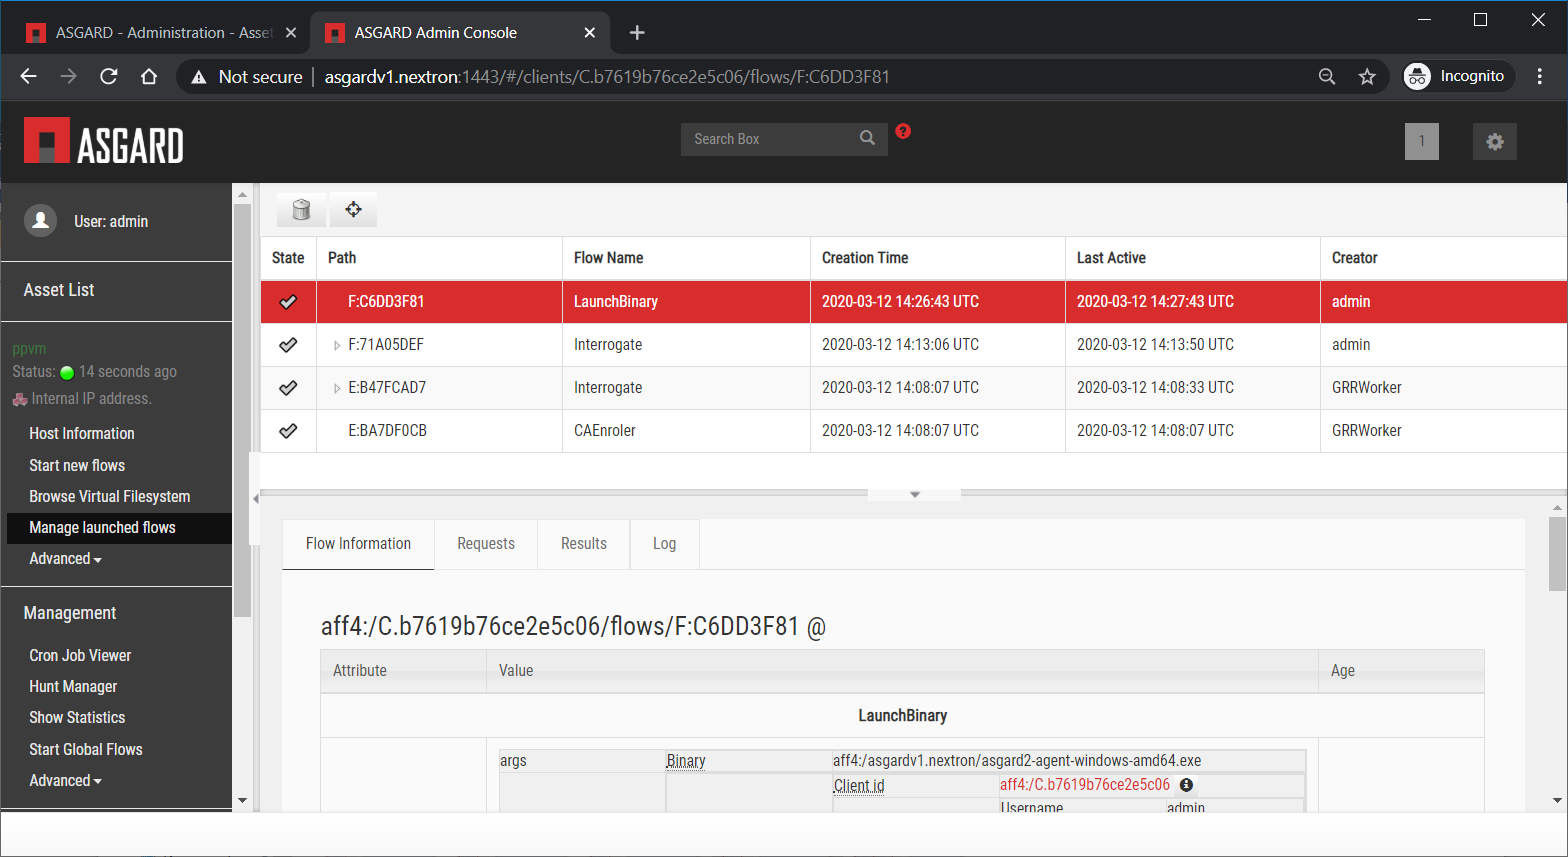 ASGARD - Administration - Asset
ASGARD Admin Console
Not secure
asgardv1.nextron:1443/#/clients/C.b7619b76ce2e5c06/flows/F:C6DD3F81
Incognito
ASGARD
Search Box
?
1
User: admin
Asset List
ppvm
Status: 14 seconds ago
Internal IP address.
Host Information
Start new flows
Browse Virtual Filesystem
Manage launched flows
Advanced
Management
Cron Job Viewer
Hunt Manager
Show Statistics
Start Global Flows
Advanced
State Path Flow Name Creation Time Last Active Creator
F:C6DD3F81 LaunchBinary 2020-03-12 14:26:43 UTC 2020-03-12 14:27:43 UTC admin
F:71A05DEF Interrogate 2020-03-12 14:13:06 UTC 2020-03-12 14:13:50 UTC admin
E:B47FCAD7 Interrogate 2020-03-12 14:08:07 UTC 2020-03-12 14:08:33 UTC GRRWorker
E:BA7DF0CB CAEnroler 2020-03-12 14:08:07 UTC 2020-03-12 14:08:07 UTC GRRWorker
Flow Information Requests Results Log
aff4:/C.b7619b76ce2e5c06/flows/F:C6DD3F81 @
Attribute Value Age
LaunchBinary
args Binary aff4:/asgardv1.nextron/asgard2-agent-windows-amd64.exe
Client id aff4:/C.b7619b76ce2e5c06
Username admin